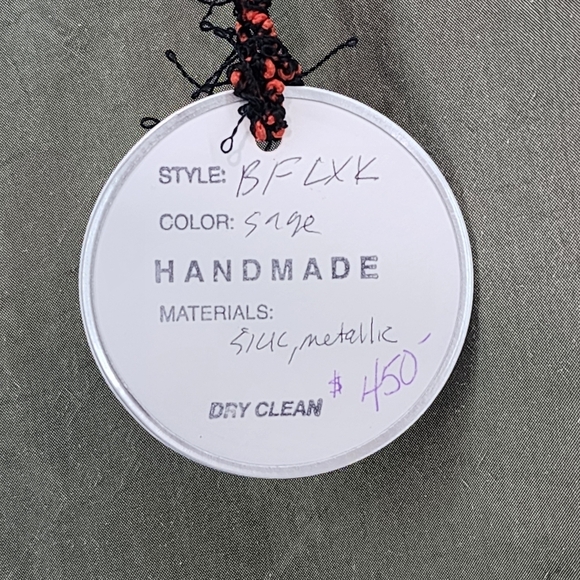 STYLE: BFLXK
COLOR: Sage
HANDMADE
MATERIALS:
Silk, metallic
$ 450
DRY CLEAN